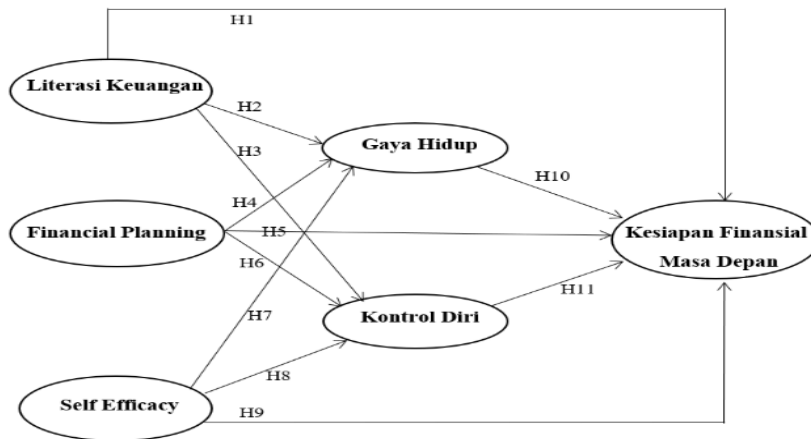 H1
Literasi Keuangan
H2
H3
Gaya Hidup
H10
H4
Financial Planning
H5
H6
Kesiapan Finansial
Masa Depan
H11
H7
Kontrol Diri
H8
Self Efficacy
H9